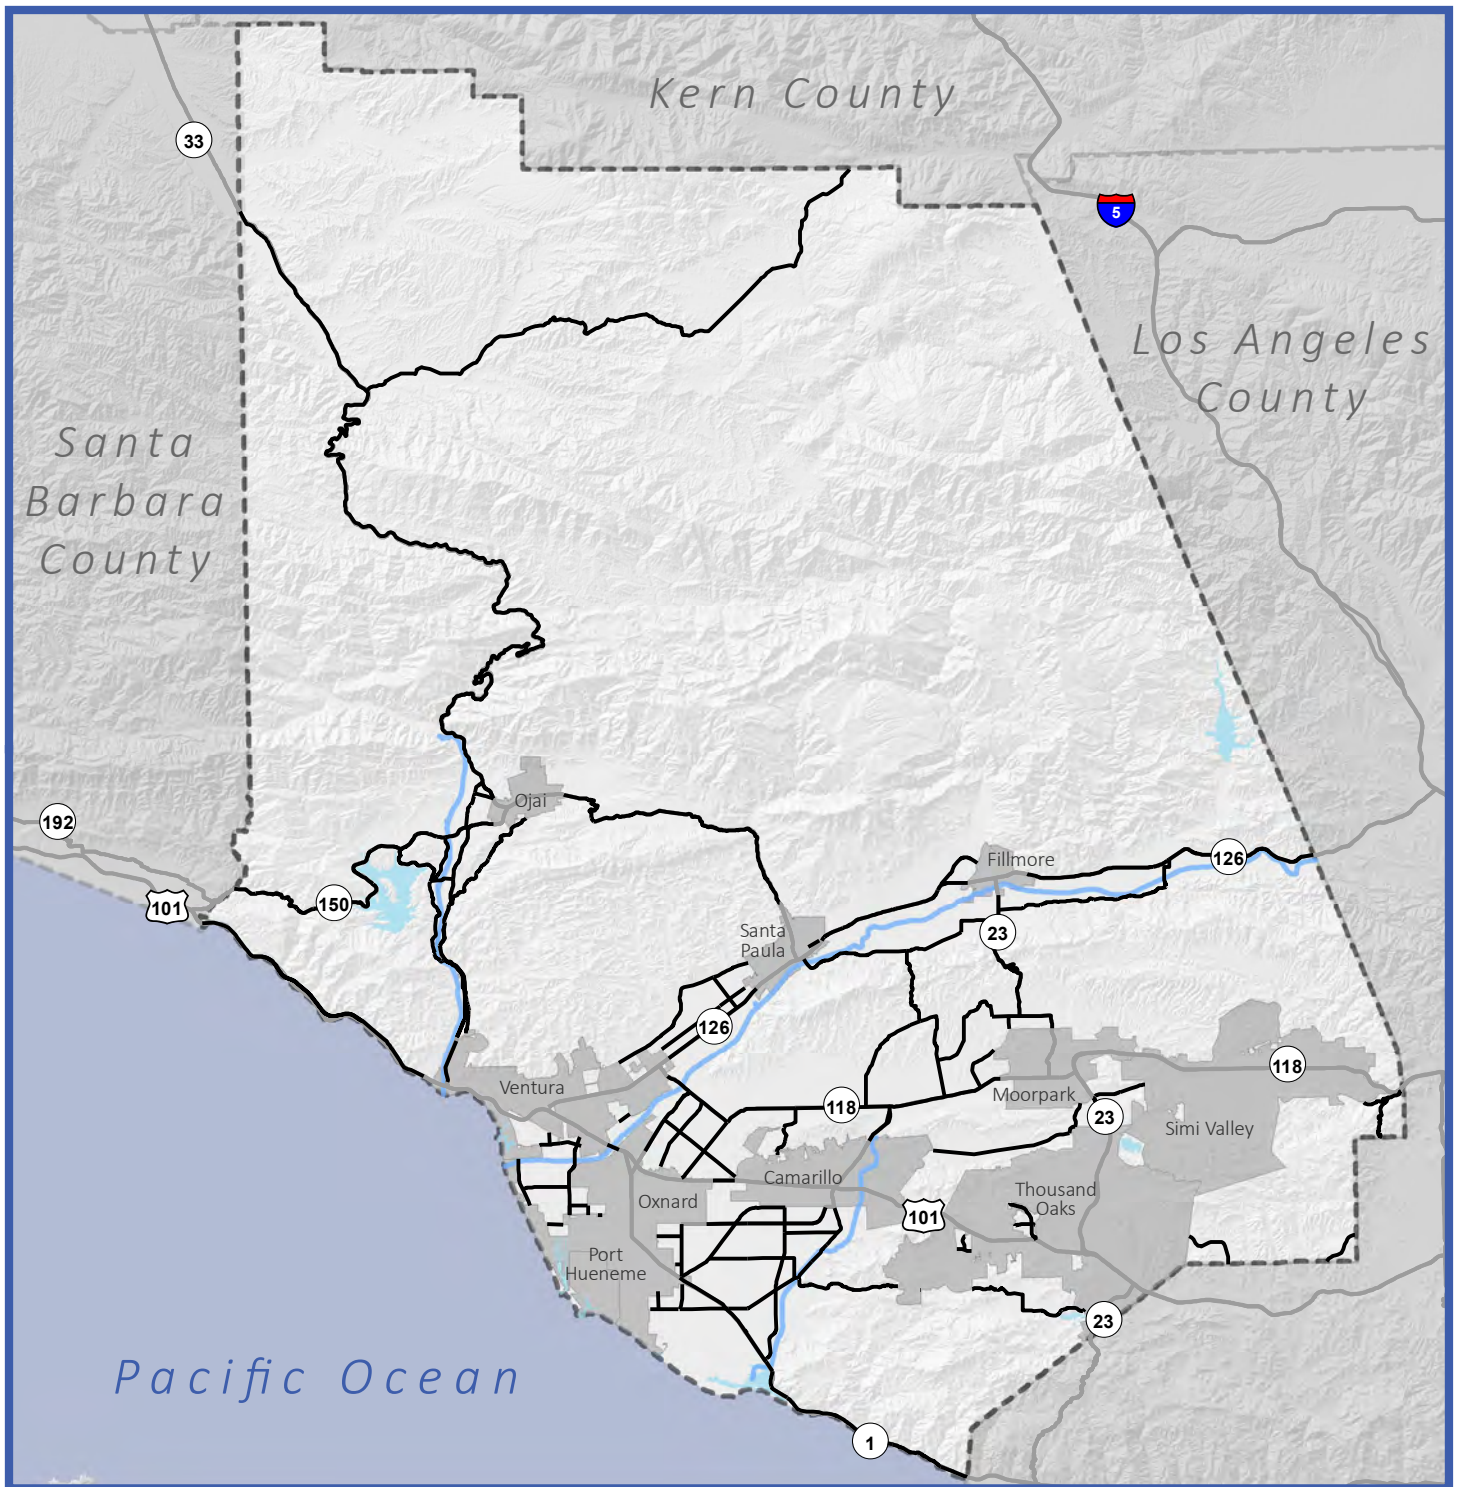 Kern County
33
5
Los Angeles
County
Santa
Barbara
County
Ojai
192
Fillmore
126
101
150
Santa
Paula
23
126
118
Ventura
Moorpark
118
23
Simi Valley
Camarillo
Oxnard
Thousand
Oaks
101
Port
Hueneme
23
Pacific Ocean
1